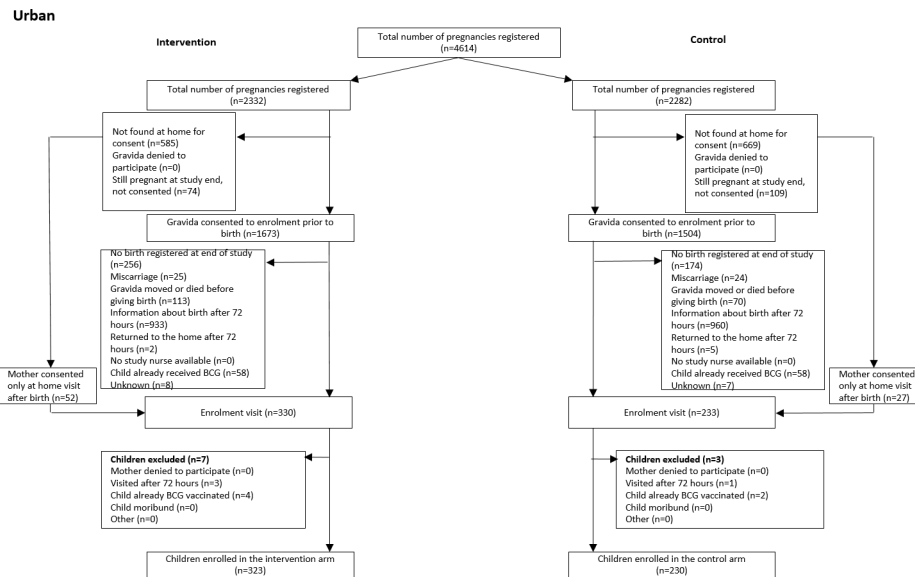 Urban
Intervention
Total number of pregnancies registered
(n=4614)
Control
Total number of pregnancies registered
(n=2332)
Total number of pregnancies registered
(n=2282)
Not found at home for
consent (n=585)
Gravida denied to
participate (n=0)
Still pregnant at study end,
not consented (n=74)
Not found at home for
consent (n=669)
Gravida denied to
participate (n=0)
Still pregnant at study end,
not consented (n=109)
Gravida consented to enrolment prior to
birth (n=1673)
Gravida consented to enrolment prior to
birth (n=1504)
No birth registered at end of study
(n=256)
Miscarriage (n=25)
Gravida moved or died before
giving birth (n=113)
Information about birth after 72
hours (n=933)
Returned to the home after 72
hours (n=2)
No study nurse available (n=0)
Child already received BCG (n=58)
Unknown (n=8)
No birth registered at end of study
(n=174)
Miscarriage (n=24)
Gravida moved or died before
giving birth (n=70)
Information about birth after 72
hours (n=960)
Returned to the home after 72
hours (n=5)
No study nurse available (n=0)
Child already received BCG (n=58)
Unknown (n=7)
Mother consented
only at home visit
after birth (n=52)
Mother consented
only at home visit
after birth (n=27)
Enrolment visit (n=330)
Enrolment visit (n=233)
Children excluded (n=7)
Mother denied to participate (n=0)
Visited after 72 hours (n=3)
Child already BCG vaccinated (n=4)
Child moribund (n=0)
Other (n=0)
Children excluded (n=3)
Mother denied to participate (n=0)
Visited after 72 hours (n=1)
Child already BCG vaccinated (n=2)
Child moribund (n=0)
Other (n=0)
Children enrolled in the intervention arm
(n=323)
Children enrolled in the control arm
(n=230)